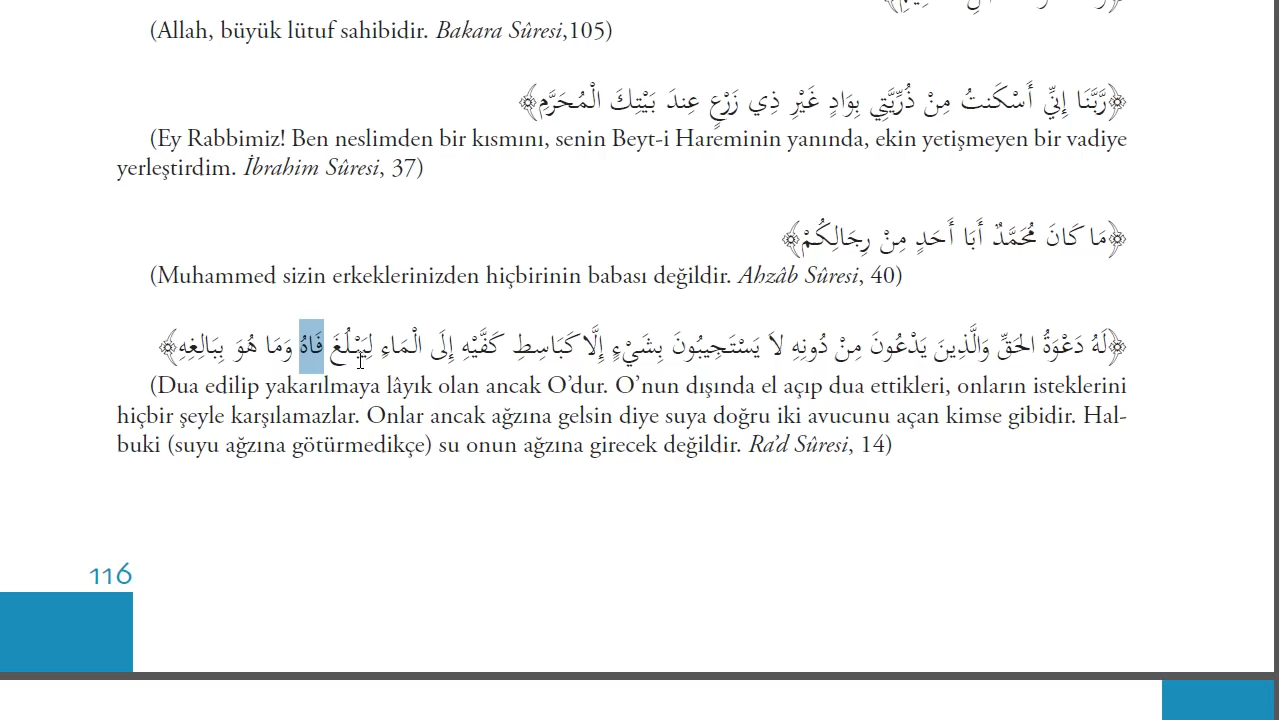 (Allah, büyük lütuf sahibidir. Bakara Sûresi,105)
﴿رَّبَّنَا إِنِّي أَسْكَنتُ مِنْ ذُرِّيَّتِي بِوَادٍ غَيْرِ ذِي زَرْعٍ عِندَ بَيْتِكَ الْمُحَرَّمِ﴾
(Ey Rabbimiz! Ben neslimden bir kısmını, senin Beyt-i Hareminin yanında, ekin yetişmeyen bir vadiye
yerleştirdim. İbrahim Sûresi, 37)
﴿مَا كَانَ مُحَمَّدٌ أَبَا أَحَدٍ مِنْ رِجَالِكُمْ﴾
(Muhammed sizin erkeklerinizden hiçbirinin babası değildir. Ahzâb Sûresi, 40)
﴿لَهُ دَعْوَةُ الْحَقِّ وَالَّذِينَ يَدْعُونَ مِنْ دُونِهِ لاَ يَسْتَجِيبُونَ بِشَيْءٍ إِلَّا كَبَاسِطِ كَفَّيْهِ إِلَى الْمَاءِ لِيَبْلُغَ فَاهُ وَمَا هُوَ بِبَالِغِهِ﴾
(Dua edilip yakarılmaya lâyık olan ancak O’dur. O’nun dışında el açıp dua ettikleri, onların isteklerini
hiçbir şeyle karşılamazlar. Onlar ancak ağzına gelsin diye suya doğru iki avucunu açan kimse gibidir. Hal-
buki (suyu ağzına götürmedikçe) su onun ağzına girecek değildir. Ra’d Sûresi, 14)
116